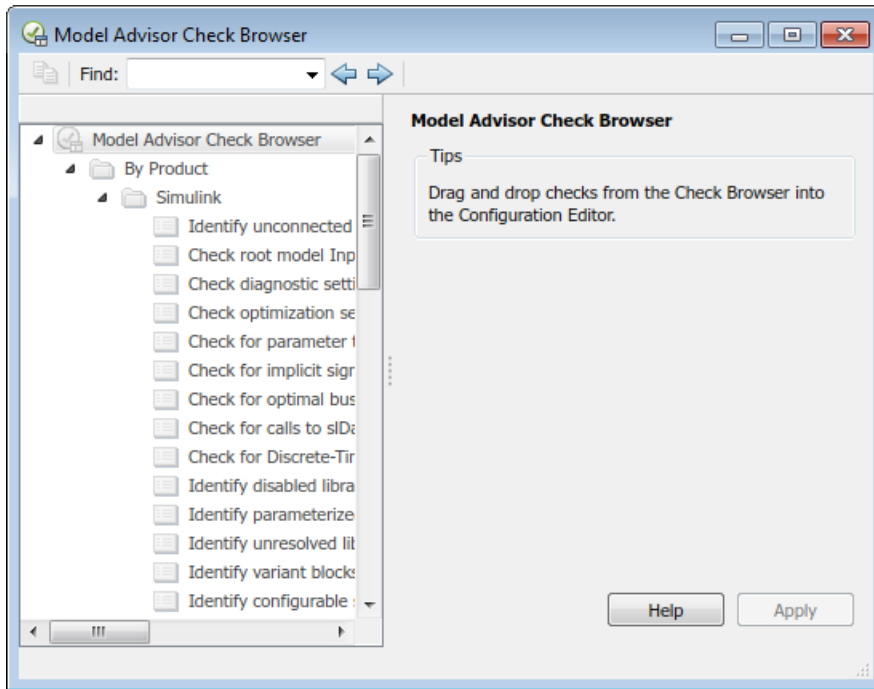 Model Advisor Check Browser
Find:
Model Advisor Check Browser
By Product
Simulink
Identify unconnected
Check root model Inp
Check diagnostic setti
Check optimization se
Check for parameter t
Check for implicit sigr
Check for optimal bus
Check for calls to slDa
Check for Discrete-Tir
Identify disabled libra
Identify parameterize
Identify unresolved lib
Identify variant blocks
Identify configurable s
Model Advisor Check Browser
Tips
Drag and drop checks from the Check Browser into
the Configuration Editor.
Help
Apply